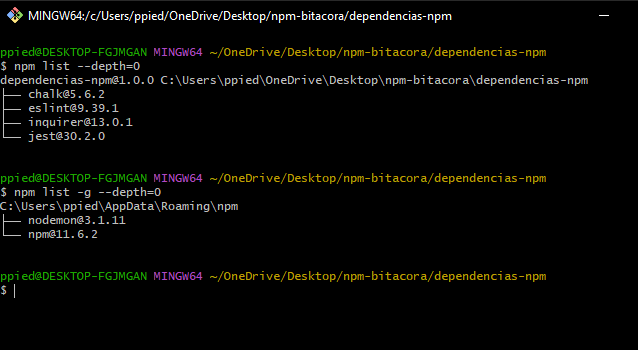 MINGW64:/c/Users/ppied/OneDrive/Desktop/npm-bitacora/dependencias-npm
ppied@DESKTOP-FGJMGAN MINGW64 ~/OneDrive/Desktop/npm-bitacora/dependencias-npm
$ npm list --depth=0
dependencias-npm@1.0.0 C:\Users\ppied\OneDrive\Desktop\npm-bitacora\dependencias-npm
├── chalk@5.6.2
├── eslint@9.39.1
├── inquirer@13.0.1
└── jest@30.2.0
ppied@DESKTOP-FGJMGAN MINGW64 ~/OneDrive/Desktop/npm-bitacora/dependencias-npm
$ npm list -g --depth=0
C:\Users\ppied\AppData\Roaming\npm
├── nodemon@3.1.11
└── npm@11.6.2
ppied@DESKTOP-FGJMGAN MINGW64 ~/OneDrive/Desktop/npm-bitacora/dependencias-npm
$